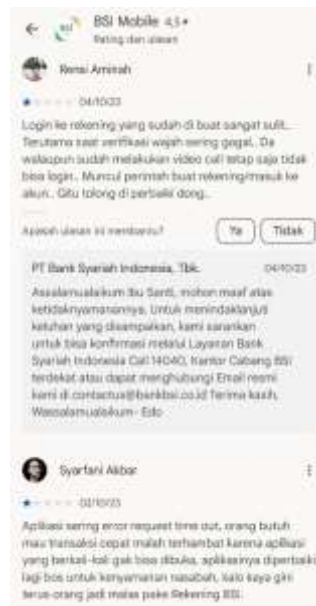 BSI Mobile 4,5★
Rating dan ulasan
Rensi Aminah
04/10/23
Login ke rekening yang sudah di buat sangat sulit..
Terutama saat verifikasi wajah sering gagal.. Da
walaupun sudah melakukan video call tetap saja tidak
bisa login.. Muncul perintah buat rekening/masuk ke
akun.. Gitu tolong di perbaiki dong..
Apakah ulasan ini membantu?
Ya
Tidak
PT Bank Syariah Indonesia, Tbk.
04/10/23
Assalamualaikum Ibu Santi, mohon maaf atas
ketidaknyamanannya. Untuk menindaklanjuti
keluhan yang disampaikan, kami sarankan
untuk bisa konfirmasi melalui Layanan Bank
Syariah Indonesia Call 14040, Kantor Cabang BSI
terdekat atau dapat menghubungi Email resmi
kami di contactus@bankbsi.co.id Terima kasih,
Wassalamualaikum- Edo
Syarfani Akbar
02/10/23
Aplikasi sering error request time out, orang butuh
mau transaksi cepat malah terhambat karena aplikasi
yang berkali-kali gak bisa dibuka, aplikasinya diperbaiki
lagi bos untuk kenyamanan nasabah, kalo kaya gini
terus orang jadi malas pake Rekening BSI.